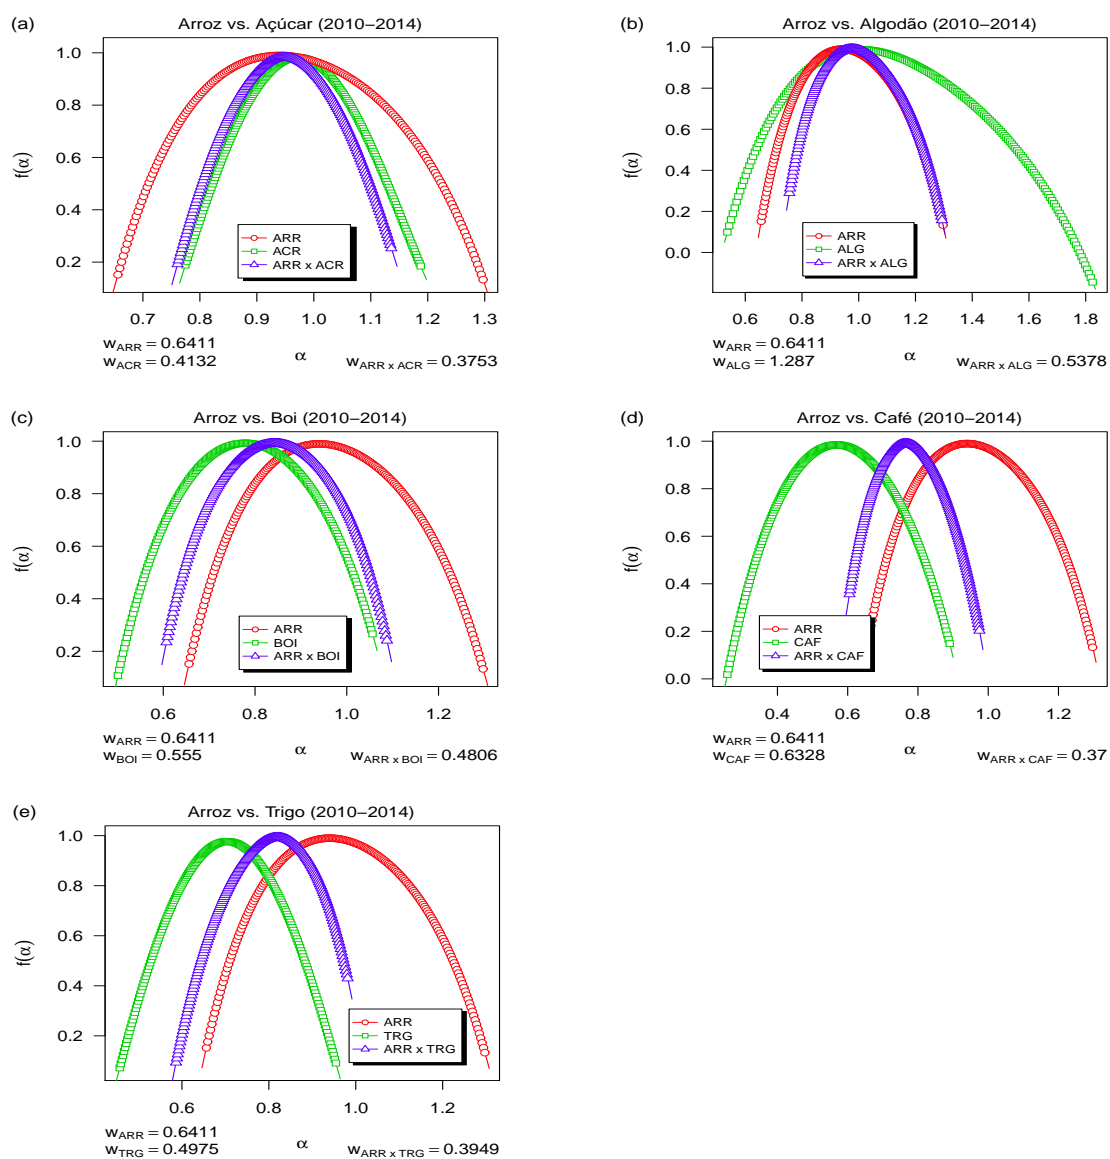 (a)
Arroz vs. Açúcar (2010−2014)
f(α)
1.0
0.8
0.6
0.4
0.2
ARR
ACR
ARR x ACR
0.7 0.8 0.9 1.0 1.1 1.2 1.3
wARR = 0.6411
wACR = 0.4132
α
wARR x ACR = 0.3753
(b)
Arroz vs. Algodão (2010−2014)
f(α)
1.0
0.8
0.6
0.4
0.2
0.0
ARR
ALG
ARR x ALG
0.6 0.8 1.0 1.2 1.4 1.6 1.8
wARR = 0.6411
wALG = 1.287
α
wARR x ALG = 0.5378
(c)
Arroz vs. Boi (2010−2014)
f(α)
1.0
0.8
0.6
0.4
0.2
ARR
BOI
ARR x BOI
0.6 0.8 1.0 1.2
wARR = 0.6411
wBOI = 0.555
α
wARR x BOI = 0.4806
(d)
Arroz vs. Café (2010−2014)
f(α)
1.0
0.8
0.6
0.4
0.2
0.0
ARR
CAF
ARR x CAF
0.4 0.6 0.8 1.0 1.2
wARR = 0.6411
wCAF = 0.6328
α
wARR x CAF = 0.37
(e)
Arroz vs. Trigo (2010−2014)
f(α)
1.0
0.8
0.6
0.4
0.2
ARR
TRG
ARR x TRG
0.6 0.8 1.0 1.2
wARR = 0.6411
wTRG = 0.4975
α
wARR x TRG = 0.3949